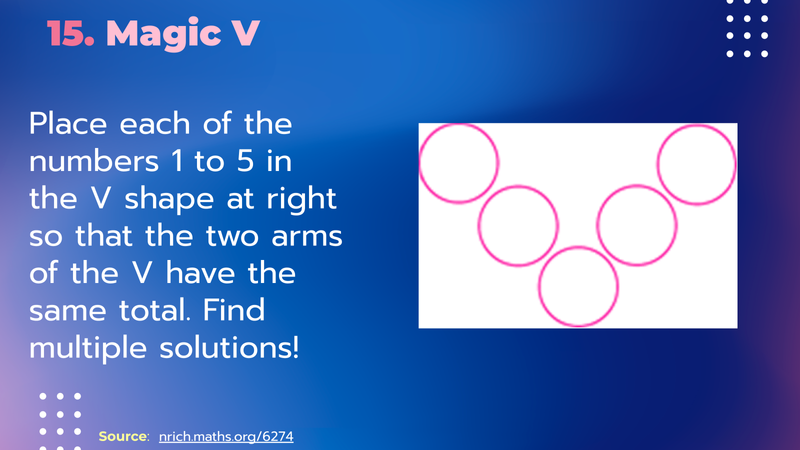 15. Magic V
Place each of the
numbers 1 to 5 in
the V shape at right
so that the two arms
of the V have the
same total. Find
multiple solutions!
Source: nrich.maths.org/6274